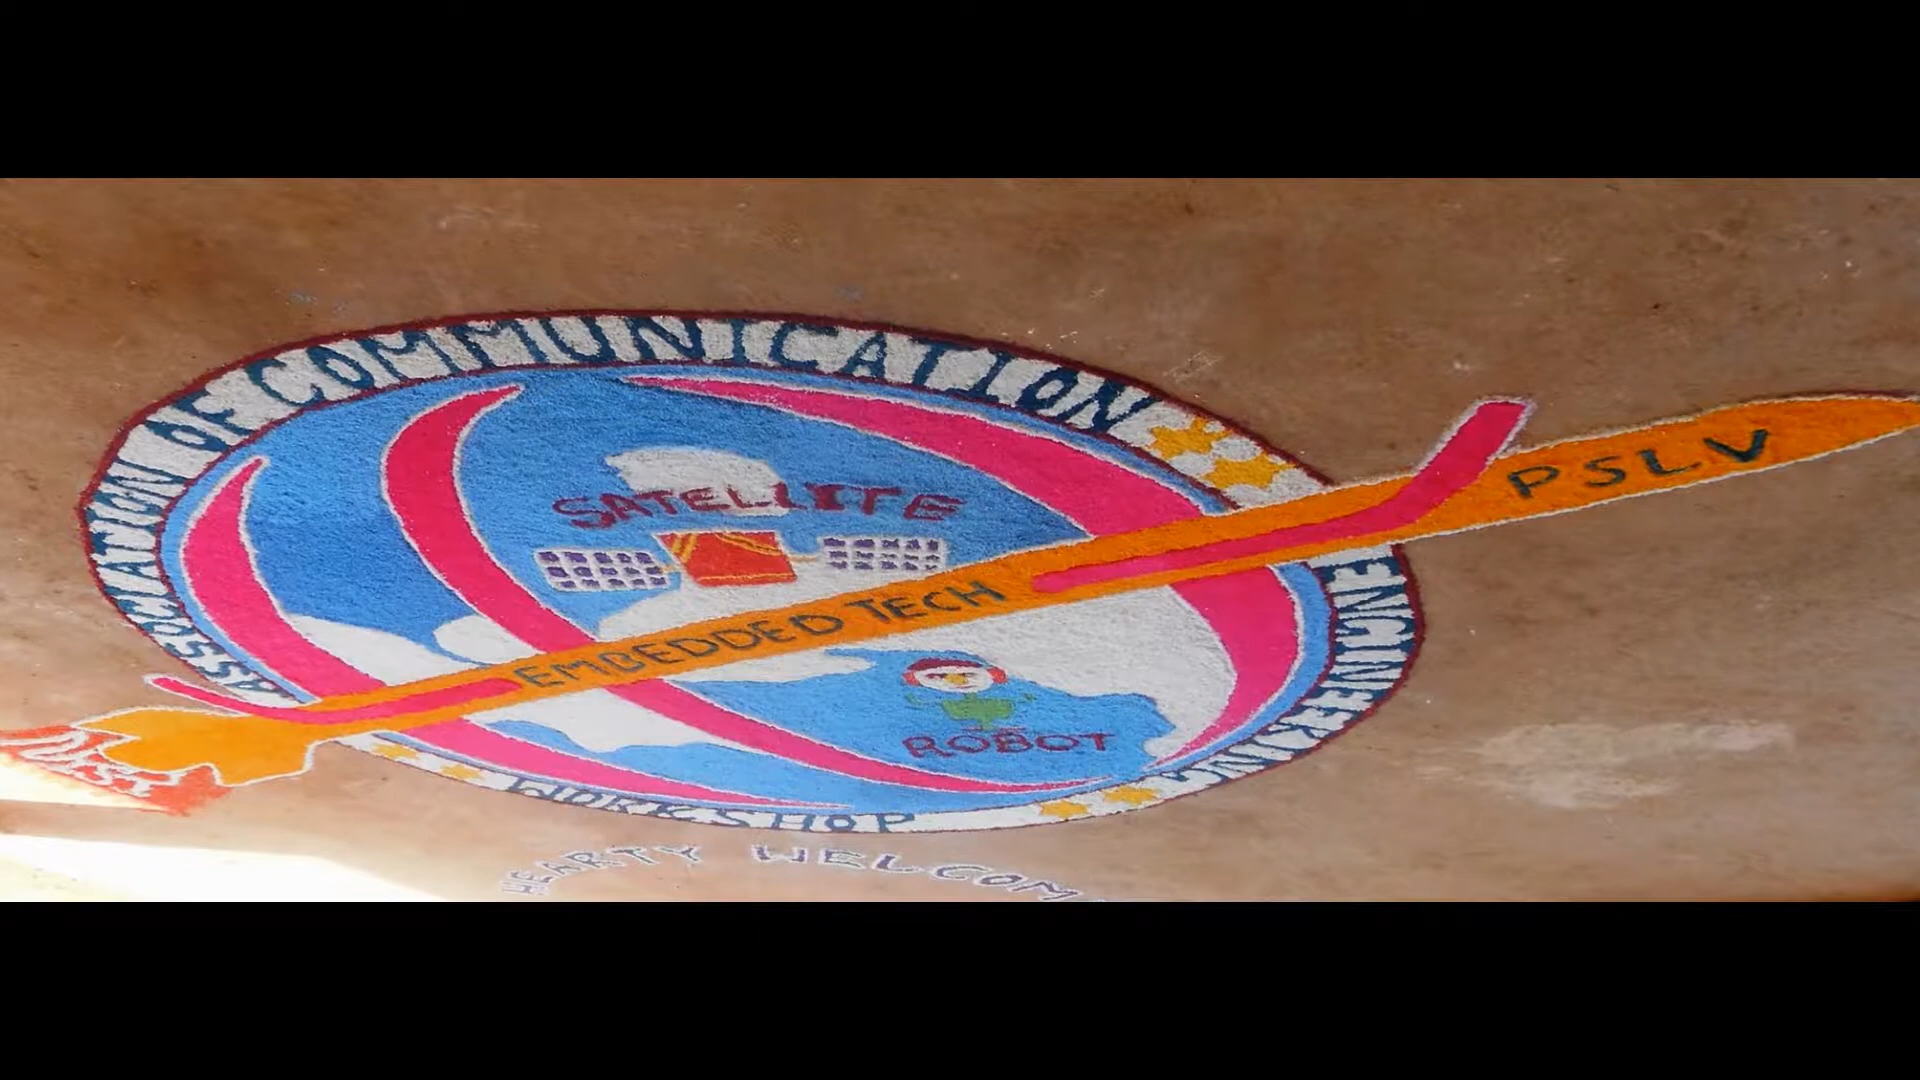 ASSOCIATION OF COMMUNICATION
ENGINEERING
PSLV
SATELLITE
EMBEDDED TECH
ROBOT
WORKSHOP
HEARTY WELCOM